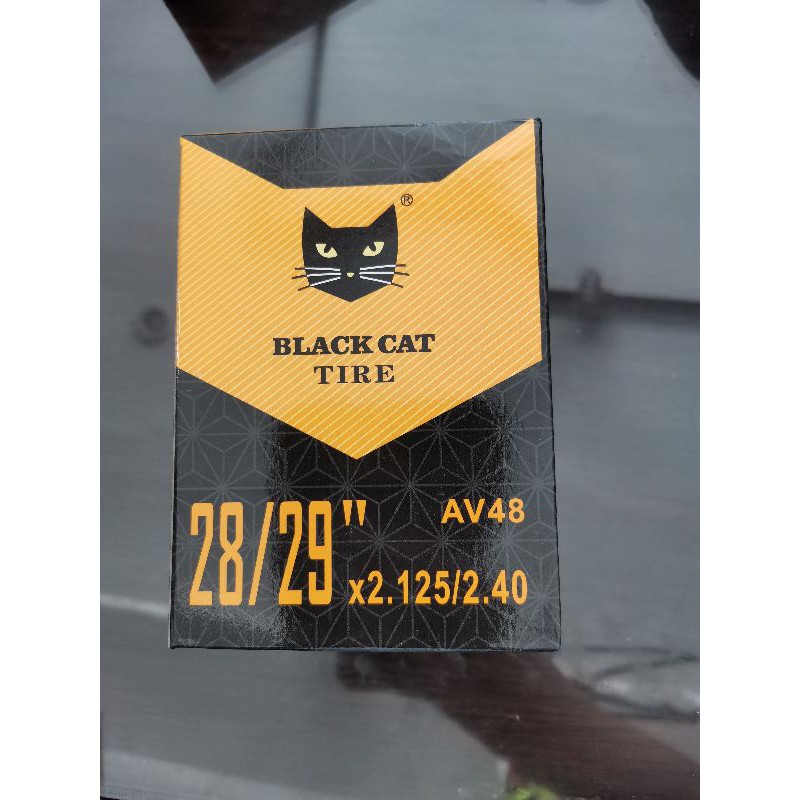 ®
BLACK CAT
TIRE
28/29"
AV48
x2.125/2.40